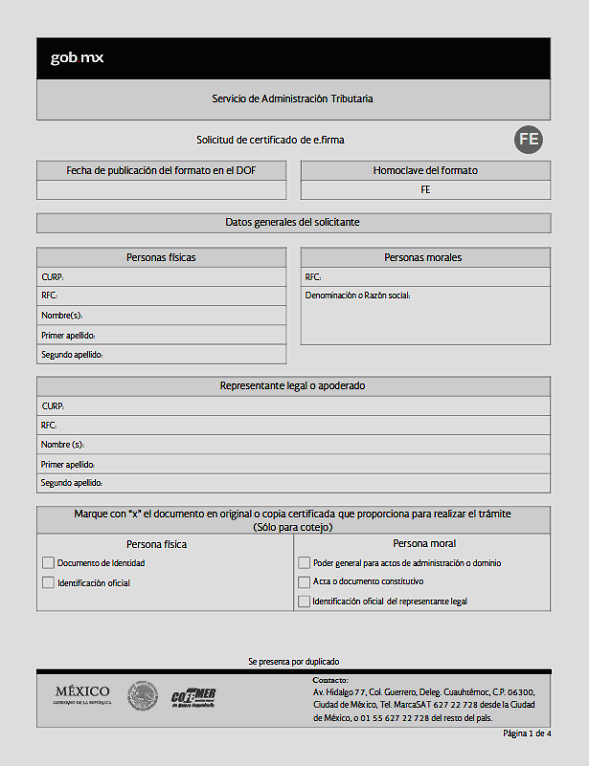 gob mx
Servicio de Administración Tributaria
Solicitud de certificado de e.firma
FE
Fecha de publicación del formato en el DOF
Homoclave del formato
FE
Datos generales del solicitante
Personas físicas
CURP:
RFC:
Nombre(s):
Primer apellido:
Segundo apellido:
Personas morales
RFC:
Denominación o Razón social:
Representante legal o apoderado
CURP:
RFC:
Nombre (s):
Primer apellido:
Segundo apellido:
Marque con "x" el documento en original o copia certificada que proporciona para realizar el trámite
(Sólo para cotejo)
Persona física
Documento de Identidad
Identificación oficial
Persona moral
Poder general para actos de administración o dominio
Acta o documento constitutivo
Identificación oficial del representante legal
Se presenta por duplicado
MÉXICO
GOBIERNO DE LA REPÚBLICA
COFEMER
Contacto:
Av. Hidalgo 77, Col. Guerrero, Deleg. Cuauhtémoc, C.P. 06300,
Ciudad de México, Tel. MarcaSAT 627 22 728 desde la Ciudad
de México, o 01 55 627 22 728 del resto del país.
Página 1 de 4